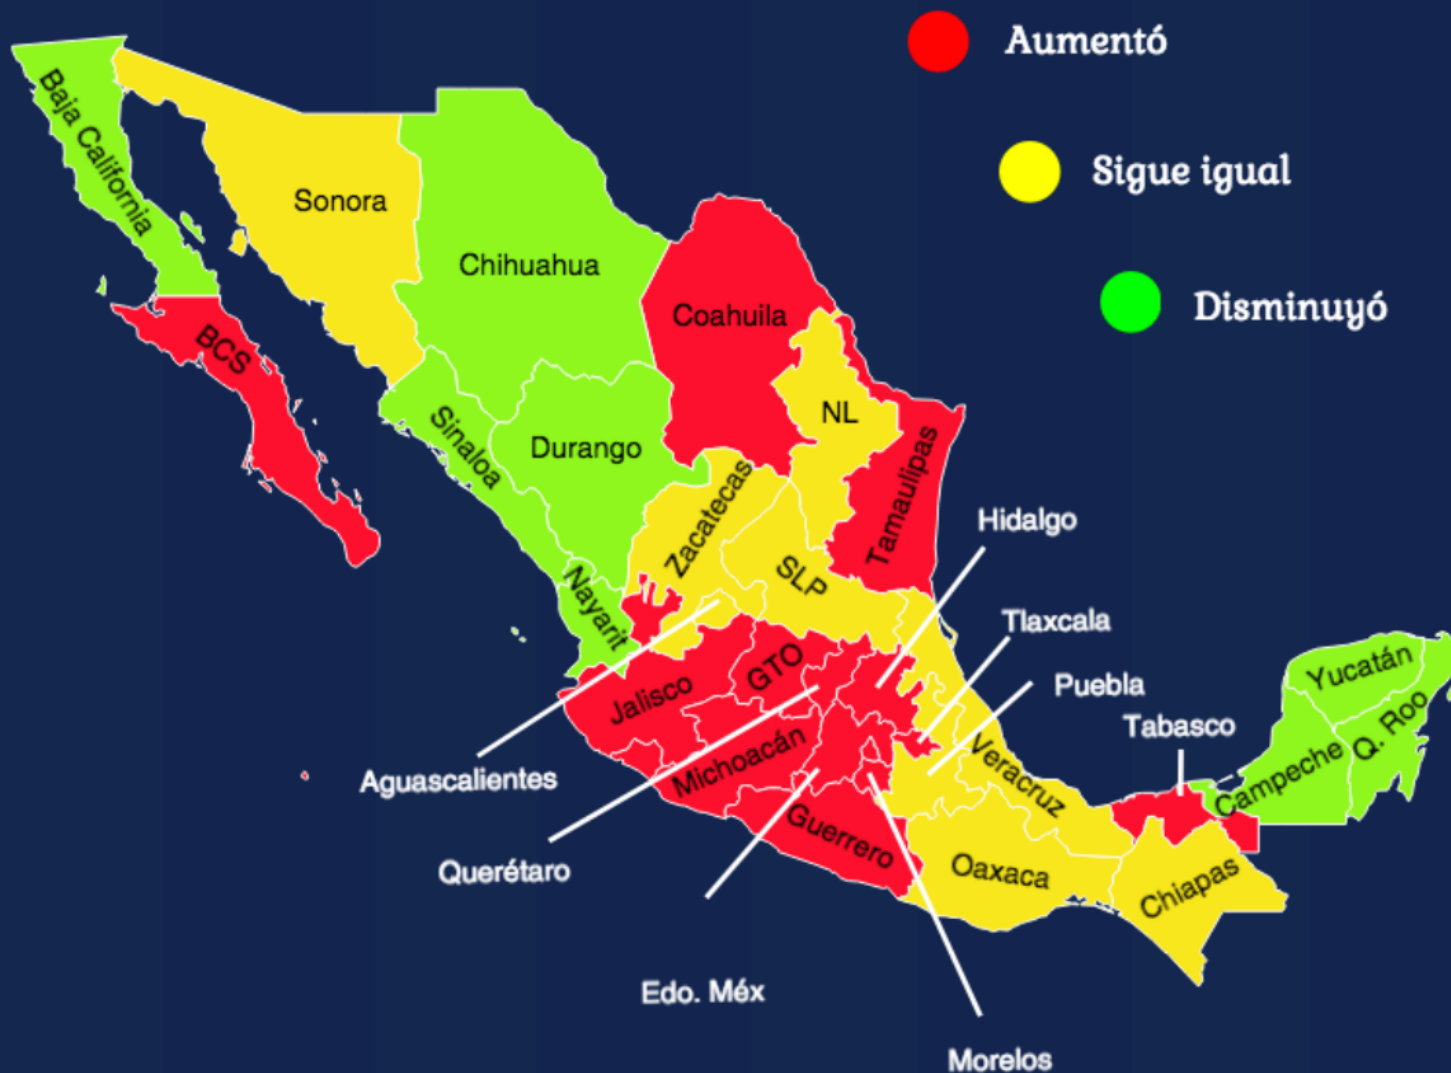 Aumentó
Sigue igual
Disminuyó
Baja California
Sonora
Chihuahua
Coahuila
BCS
NL
Sinaloa
Durango
Tamaulipas
Zacatecas
Hidalgo
SLP
Nayarit
Tlaxcala
Yucatán
GTO
Puebla
Jalisco
Tabasco
Q. Roo
Michoacán
Veracruz
Campeche
Aguascalientes
Guerrero
Querétaro
Oaxaca
Chiapas
Edo. Méx
Morelos